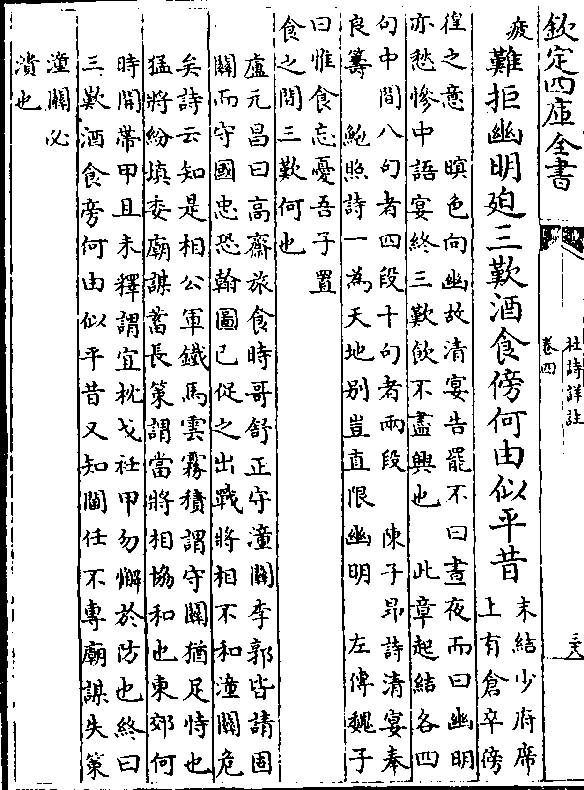 欽定四庫全書
杜詩詳註
卷四
疲難拒幽明迫三歎酒食傍何由似平昔
末結少府席
上有倉卒傍
徨之意 暝色向幽故清宴告罷不曰晝夜而曰幽明
亦愁慘中語宴終三歎飲不盡興也 此章起結各四
句中間八句者四段十句者兩段 陳子昂詩清宴奉
良籌 鮑照詩一為天地别豈直限幽明 左傳魏子
曰惟食忘憂吾子置
食之間三歎何也
盧元昌曰高齋旅食時哥舒正守潼關李郭皆請固
關而守國忠恐翰圖已促之出戰將相不和潼關危
矣詩云知是相公軍鐵馬雲霧積謂守關猶足恃也
猛將紛填委廟謀蓄長策謂當將相協和也東郊何
時開帶甲且未釋謂宜枕戈衽甲勿懈於防也終曰
三歎酒食旁何由似平昔又知閫任不專廟謀失策
潼關必
潰也